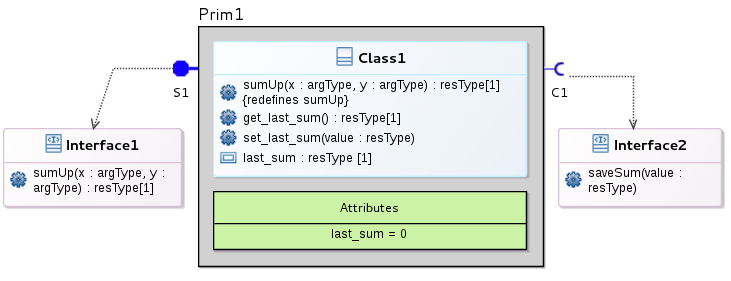 Prim1
Class1
sumUp(x : argType, y : argType) : resType[1]
{redefines sumUp}
get_last_sum() : resType[1]
set_last_sum(value : resType)
last_sum : resType [1]
Attributes
last_sum = 0
S1
C1
Interface1
sumUp(x : argType, y :
argType) : resType[1]
Interface2
saveSum(value :
resType)